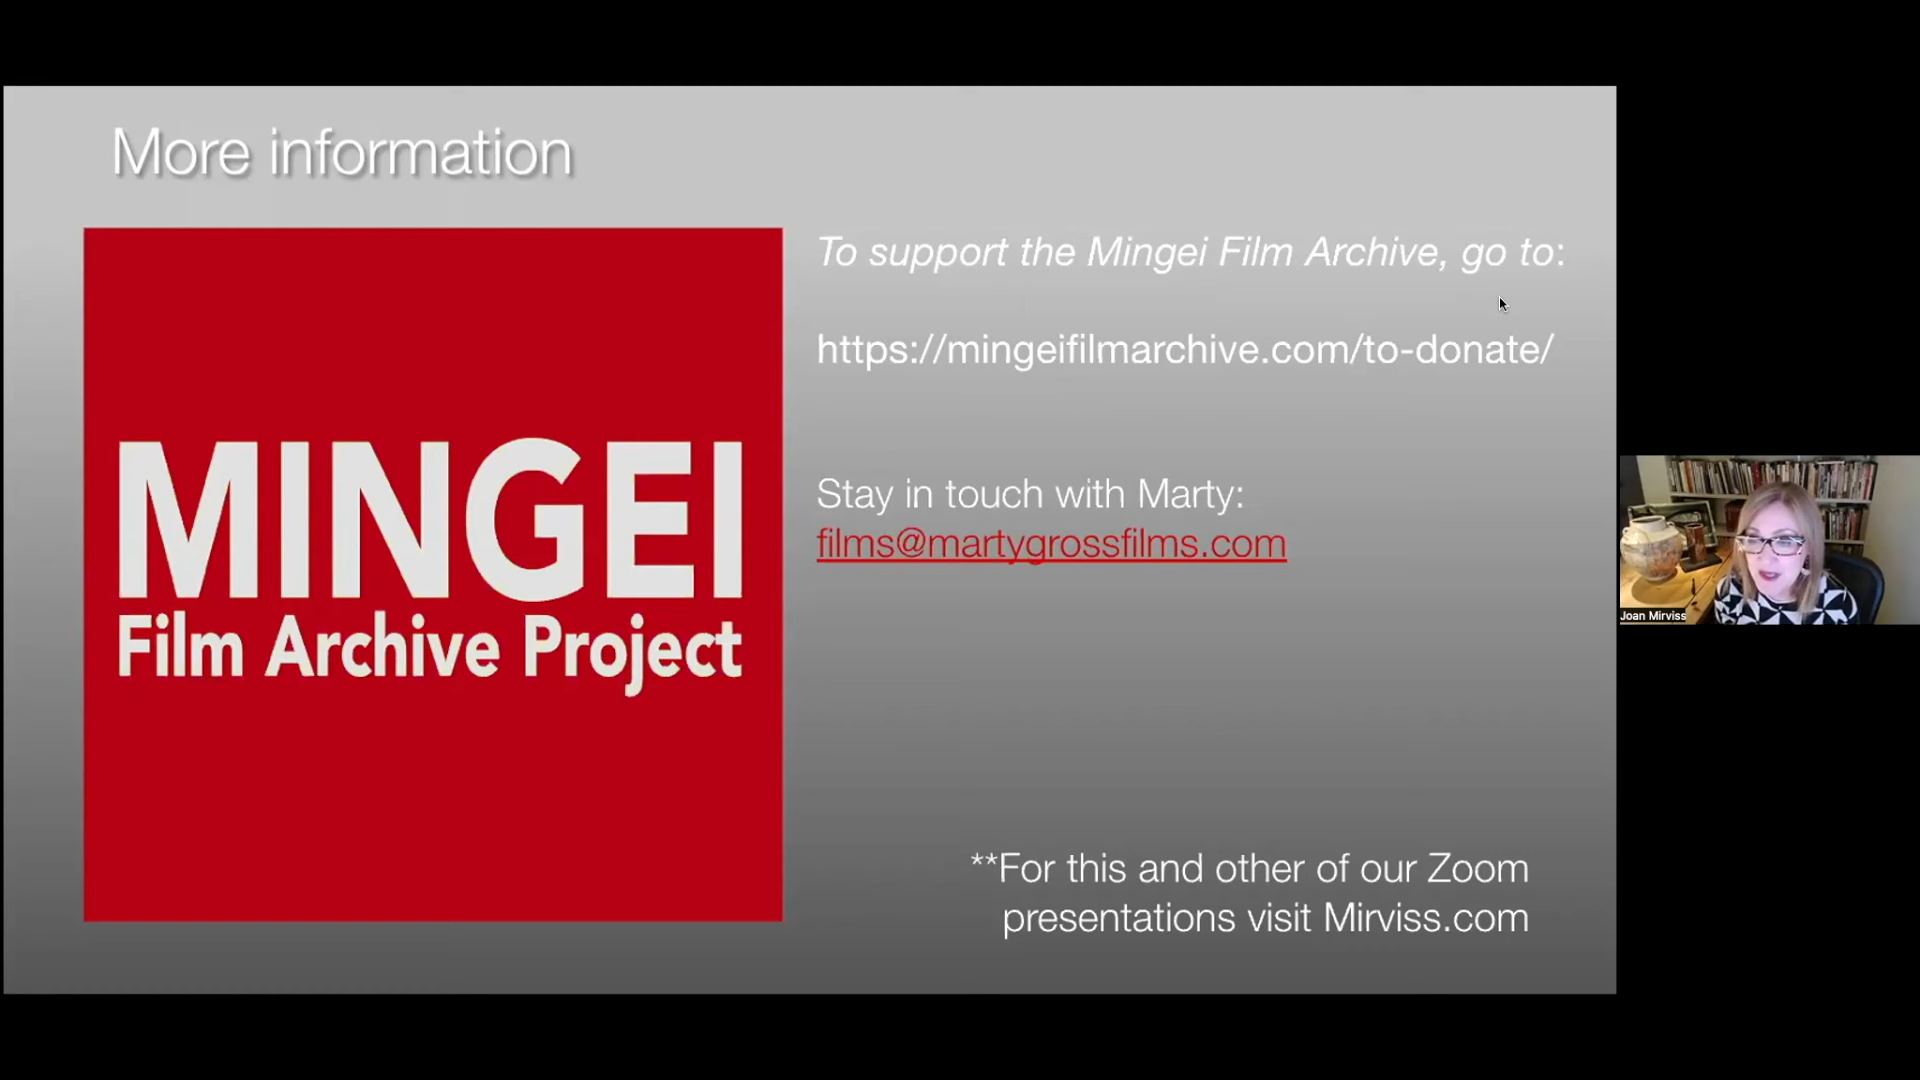 More information
MINGEI
Film Archive Project
To support the Mingei Film Archive, go to:
https://mingeifilmarchive.com/to-donate/
Stay in touch with Marty:
films@martygrossfilms.com
**For this and other of our Zoom
presentations visit Mirviss.com
Joan Mirviss